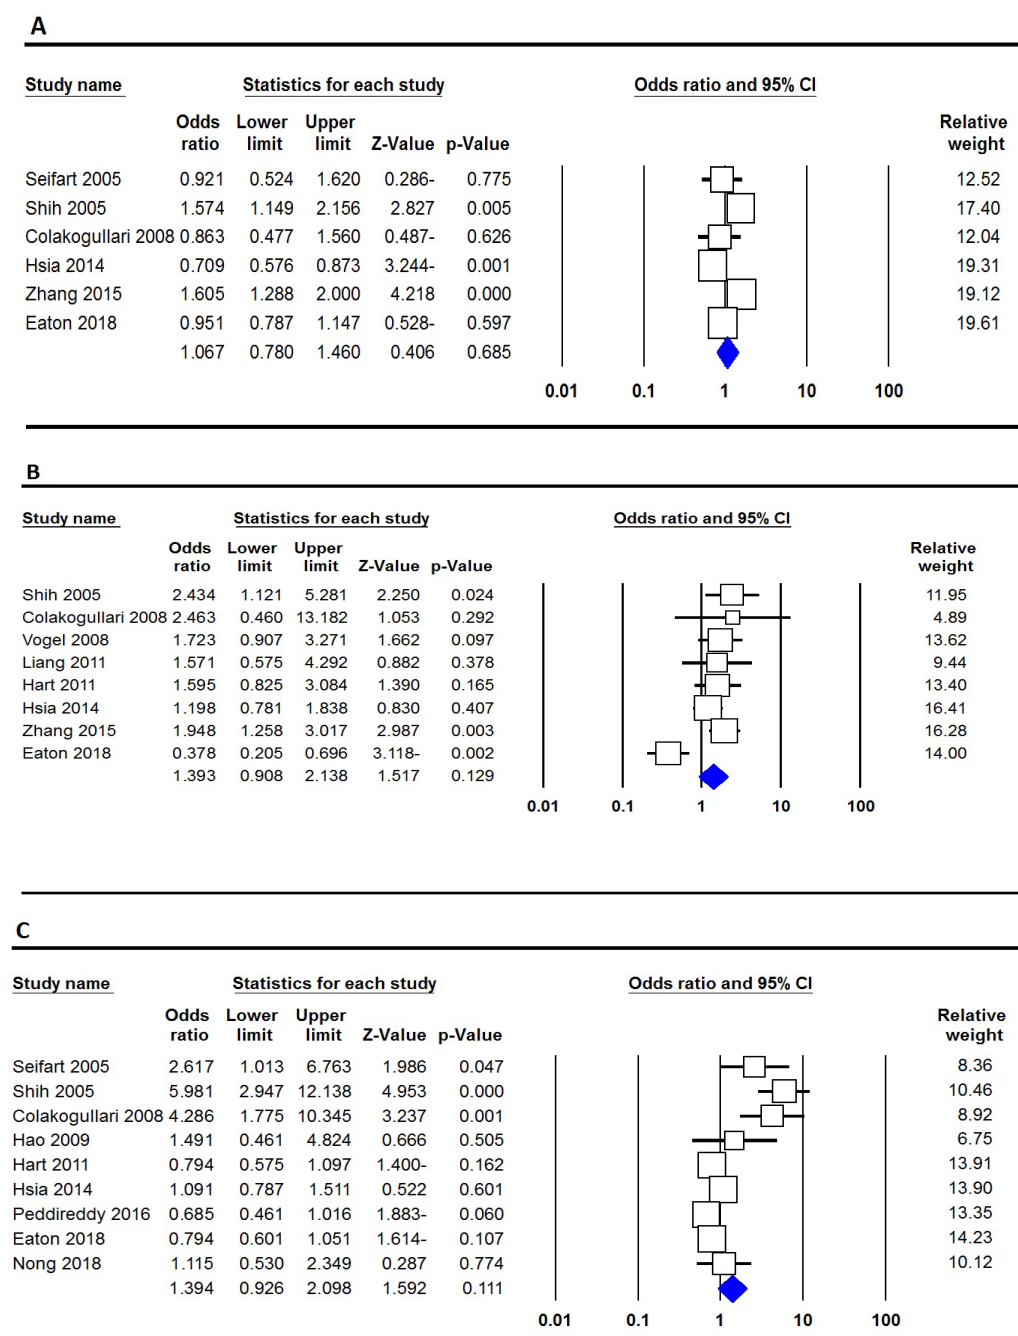 A
Study name Statistics for each study Odds ratio and 95% CI
Odds Lower Upper Relative
ratio limit limit Z-Value p-Value weight
Seifart 2005 0.921 0.524 1.620 0.286- 0.775 12.52
Shih 2005 1.574 1.149 2.156 2.827 0.005 17.40
Colakogullari 2008 0.863 0.477 1.560 0.487- 0.626 12.04
Hsia 2014 0.709 0.576 0.873 3.244- 0.001 19.31
Zhang 2015 1.605 1.288 2.000 4.218 0.000 19.12
Eaton 2018 0.951 0.787 1.147 0.528- 0.597 19.61
1.067 0.780 1.460 0.406 0.685
0.01 0.1 1 10 100
B
Study name Statistics for each study Odds ratio and 95% CI
Odds Lower Upper Relative
ratio limit limit Z-Value p-Value weight
Shih 2005 2.434 1.121 5.281 2.250 0.024 11.95
Colakogullari 2008 2.463 0.460 13.182 1.053 0.292 4.89
Vogel 2008 1.723 0.907 3.271 1.662 0.097 13.62
Liang 2011 1.571 0.575 4.292 0.882 0.378 9.44
Hart 2011 1.595 0.825 3.084 1.390 0.165 13.40
Hsia 2014 1.198 0.781 1.838 0.830 0.407 16.41
Zhang 2015 1.948 1.258 3.017 2.987 0.003 16.28
Eaton 2018 0.378 0.205 0.696 3.118- 0.002 14.00
1.393 0.908 2.138 1.517 0.129
0.01 0.1 1 10 100
C
Study name Statistics for each study Odds ratio and 95% CI
Odds Lower Upper Relative
ratio limit limit Z-Value p-Value weight
Seifart 2005 2.617 1.013 6.763 1.986 0.047 8.36
Shih 2005 5.981 2.947 12.138 4.953 0.000 10.46
Colakogullari 2008 4.286 1.775 10.345 3.237 0.001 8.92
Hao 2009 1.491 0.461 4.824 0.666 0.505 6.75
Hart 2011 0.794 0.575 1.097 1.400- 0.162 13.91
Hsia 2014 1.091 0.787 1.511 0.522 0.601 13.90
Peddireddy 2016 0.685 0.461 1.016 1.883- 0.060 13.35
Eaton 2018 0.794 0.601 1.051 1.614- 0.107 14.23
Nong 2018 1.115 0.530 2.349 0.287 0.774 10.12
1.394 0.926 2.098 1.592 0.111
0.01 0.1 1 10 100